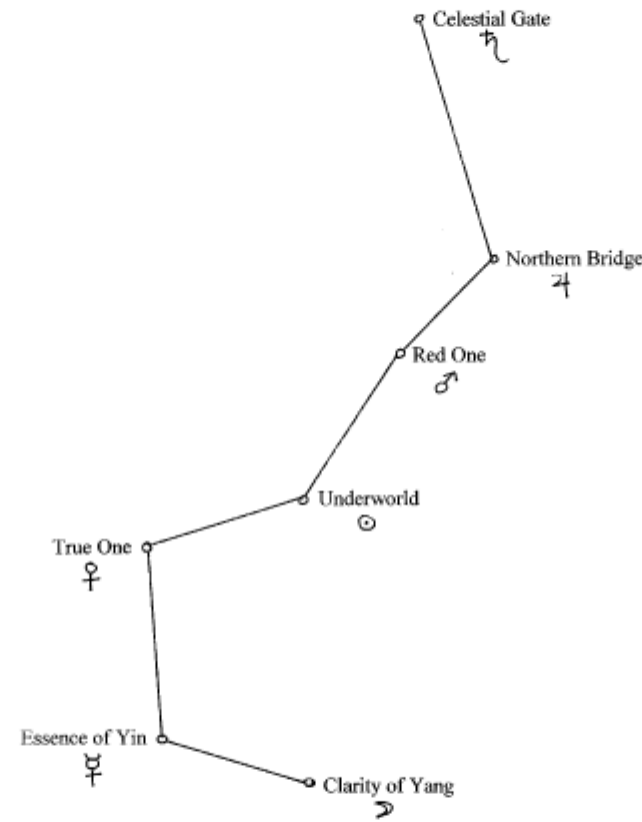 Celestial Gate
♄
Northern Bridge
♃
Red One
♂
Underworld
☉
True One
♀
Essence of Yin
☿
Clarity of Yang
☽